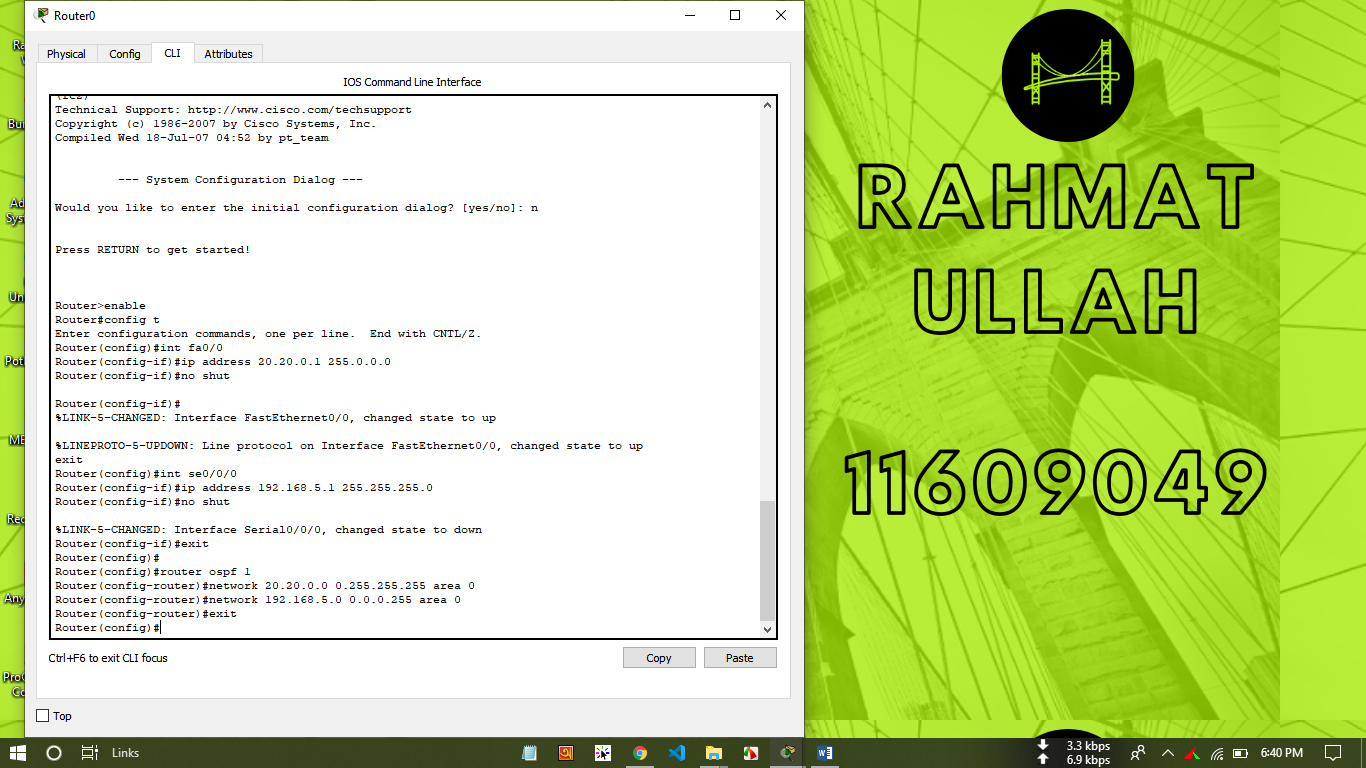 Router0
Physical
Config
CLI
Attributes
IOS Command Line Interface
Technical Support: http://www.cisco.com/techsupport
Copyright (c) 1986-2007 by Cisco Systems, Inc.
Compiled Wed 18-Jul-07 04:52 by pt_team
--- System Configuration Dialog ---
Would you like to enter the initial configuration dialog? [yes/no]: n
Press RETURN to get started!
Router>enable
Router#config t
Enter configuration commands, one per line.  End with CNTL/Z.
Router(config)#int fa0/0
Router(config-if)#ip address 20.20.0.1 255.0.0.0
Router(config-if)#no shut
Router(config-if)#
%LINK-5-CHANGED: Interface FastEthernet0/0, changed state to up
%LINEPROTO-5-UPDOWN: Line protocol on Interface FastEthernet0/0, changed state to up
exit
Router(config)#int se0/0/0
Router(config-if)#ip address 192.168.5.1 255.255.255.0
Router(config-if)#no shut
%LINK-5-CHANGED: Interface Serial0/0/0, changed state to down
Router(config-if)#exit
Router(config)#
Router(config)#router ospf 1
Router(config-router)#network 20.20.0.0 0.255.255.255 area 0
Router(config-router)#network 192.168.5.0 0.0.0.255 area 0
Router(config-router)#exit
Router(config)#
Ctrl+F6 to exit CLI focus
Copy
Paste
Top
RAHMAT
ULLAH
11609049
Links
3.3 kbps
6.9 kbps
6:40 PM